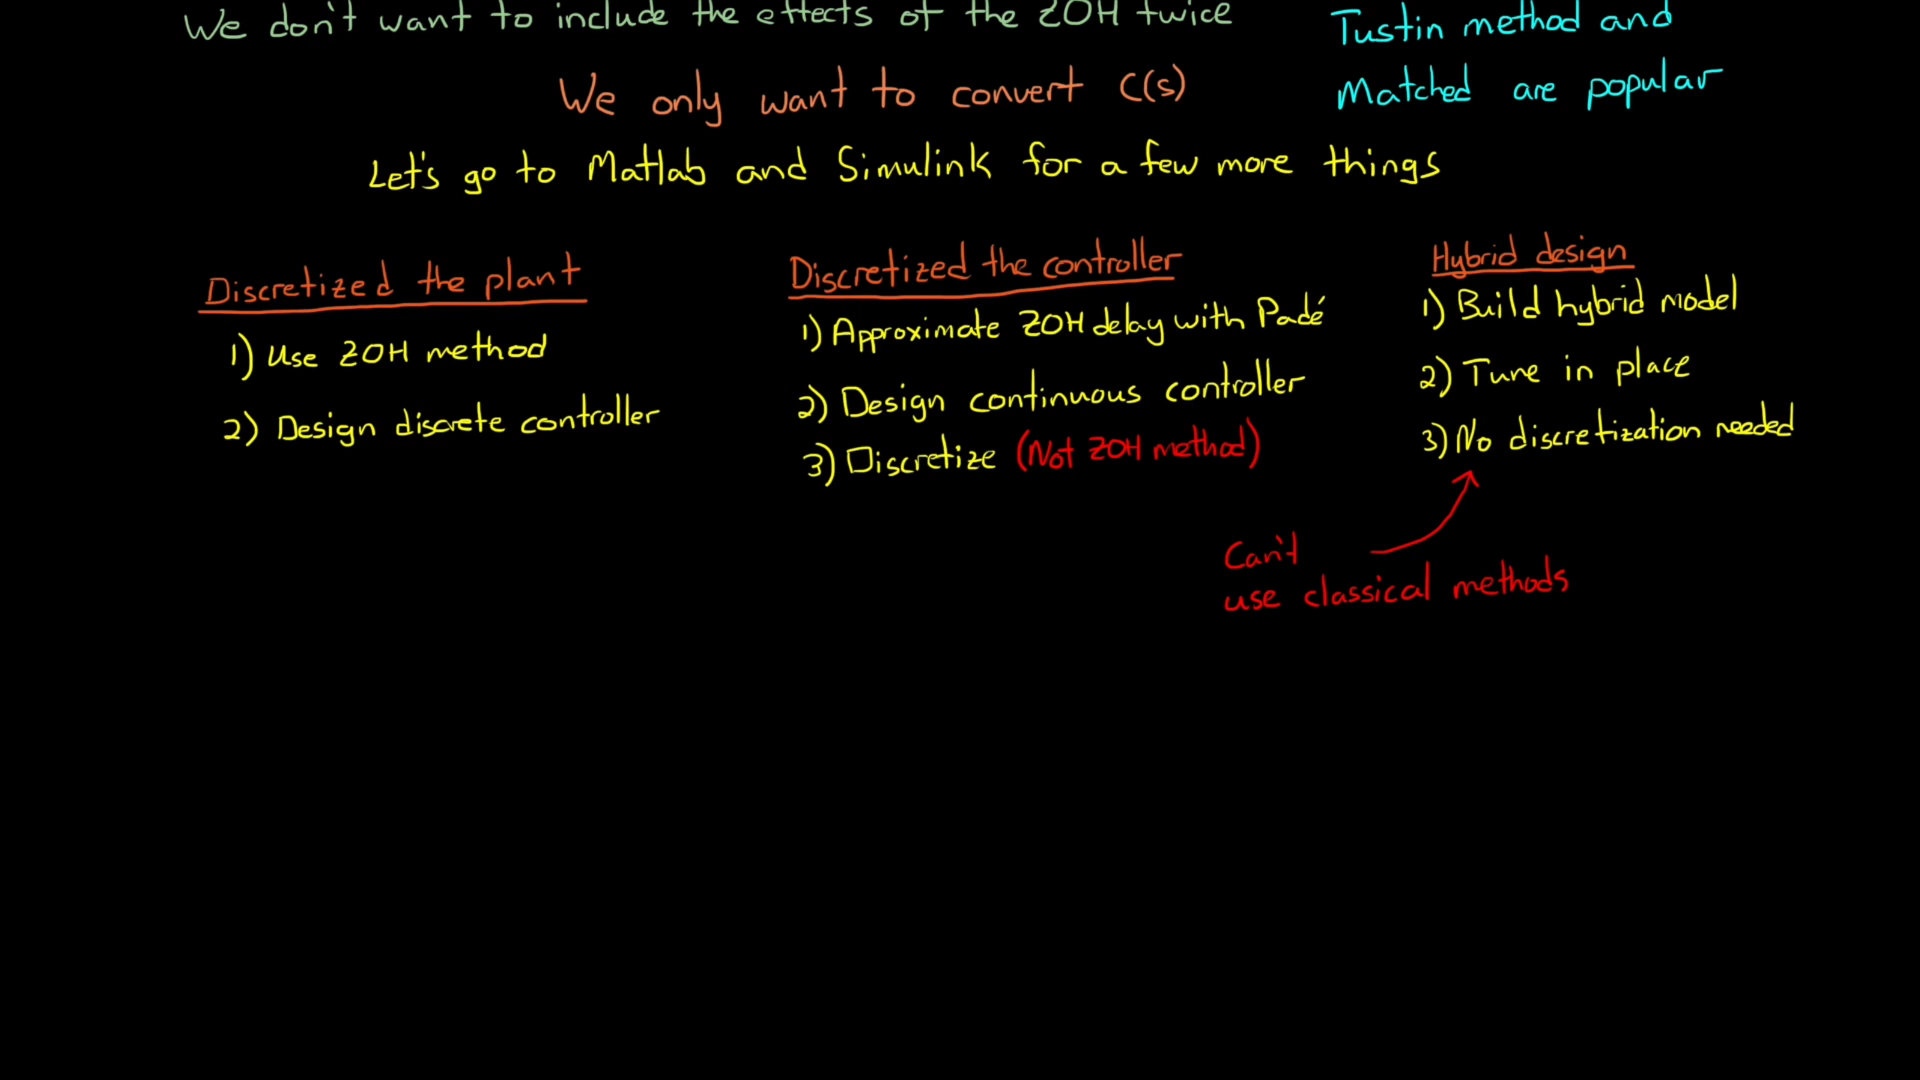 We don't want to include the effects of the ZOH twice
Tustin method and
Matched are popular
We only want to convert C(s)
Let's go to Matlab and Simulink for a few more things
Discretized the plant
1) Use ZOH method
2) Design discrete controller
Discretized the controller
1) Approximate ZOH delay with Padé
2) Design continuous controller
3) Discretize (Not ZOH method)
Hybrid design
1) Build hybrid model
2) Tune in place
3) No discretization needed
Can't
use classical methods